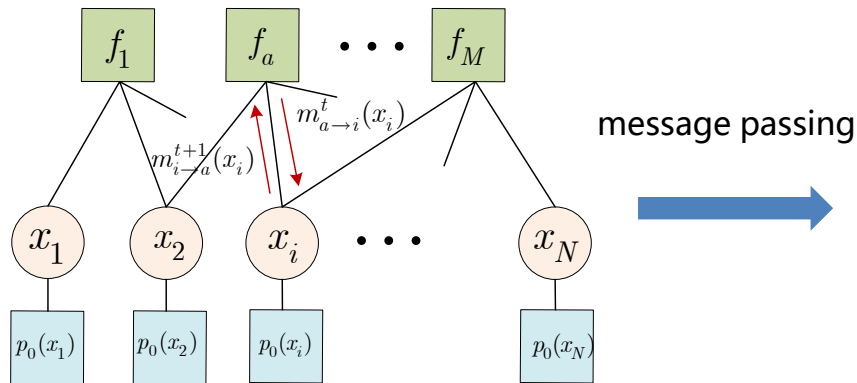 f_1 f_a ... f_M
m^t_{a→i}(x_i)
message passing
m^{t+1}_{i→a}(x_i)
x_1 x_2 x_i ... x_N
p_0(x_1) p_0(x_2) p_0(x_i) p_0(x_N)